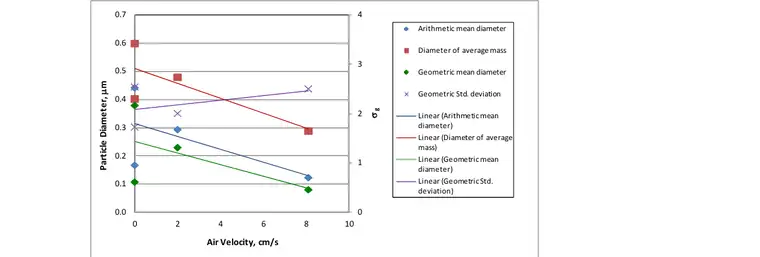 0.7
0.6
0.5
0.4
0.3
0.2
0.1
0.0
Particle Diameter, µm
0
2
4
6
8
10
Air Velocity, cm/s
4
3
2
1
0
σg
Arithmetic mean diameter
Diameter of average mass
Geometric mean diameter
Geometric Std. deviation
Linear (Arithmetic mean
diameter)
Linear (Diameter of average
mass)
Linear (Geometric mean
diameter)
Linear (Geometric Std.
deviation)